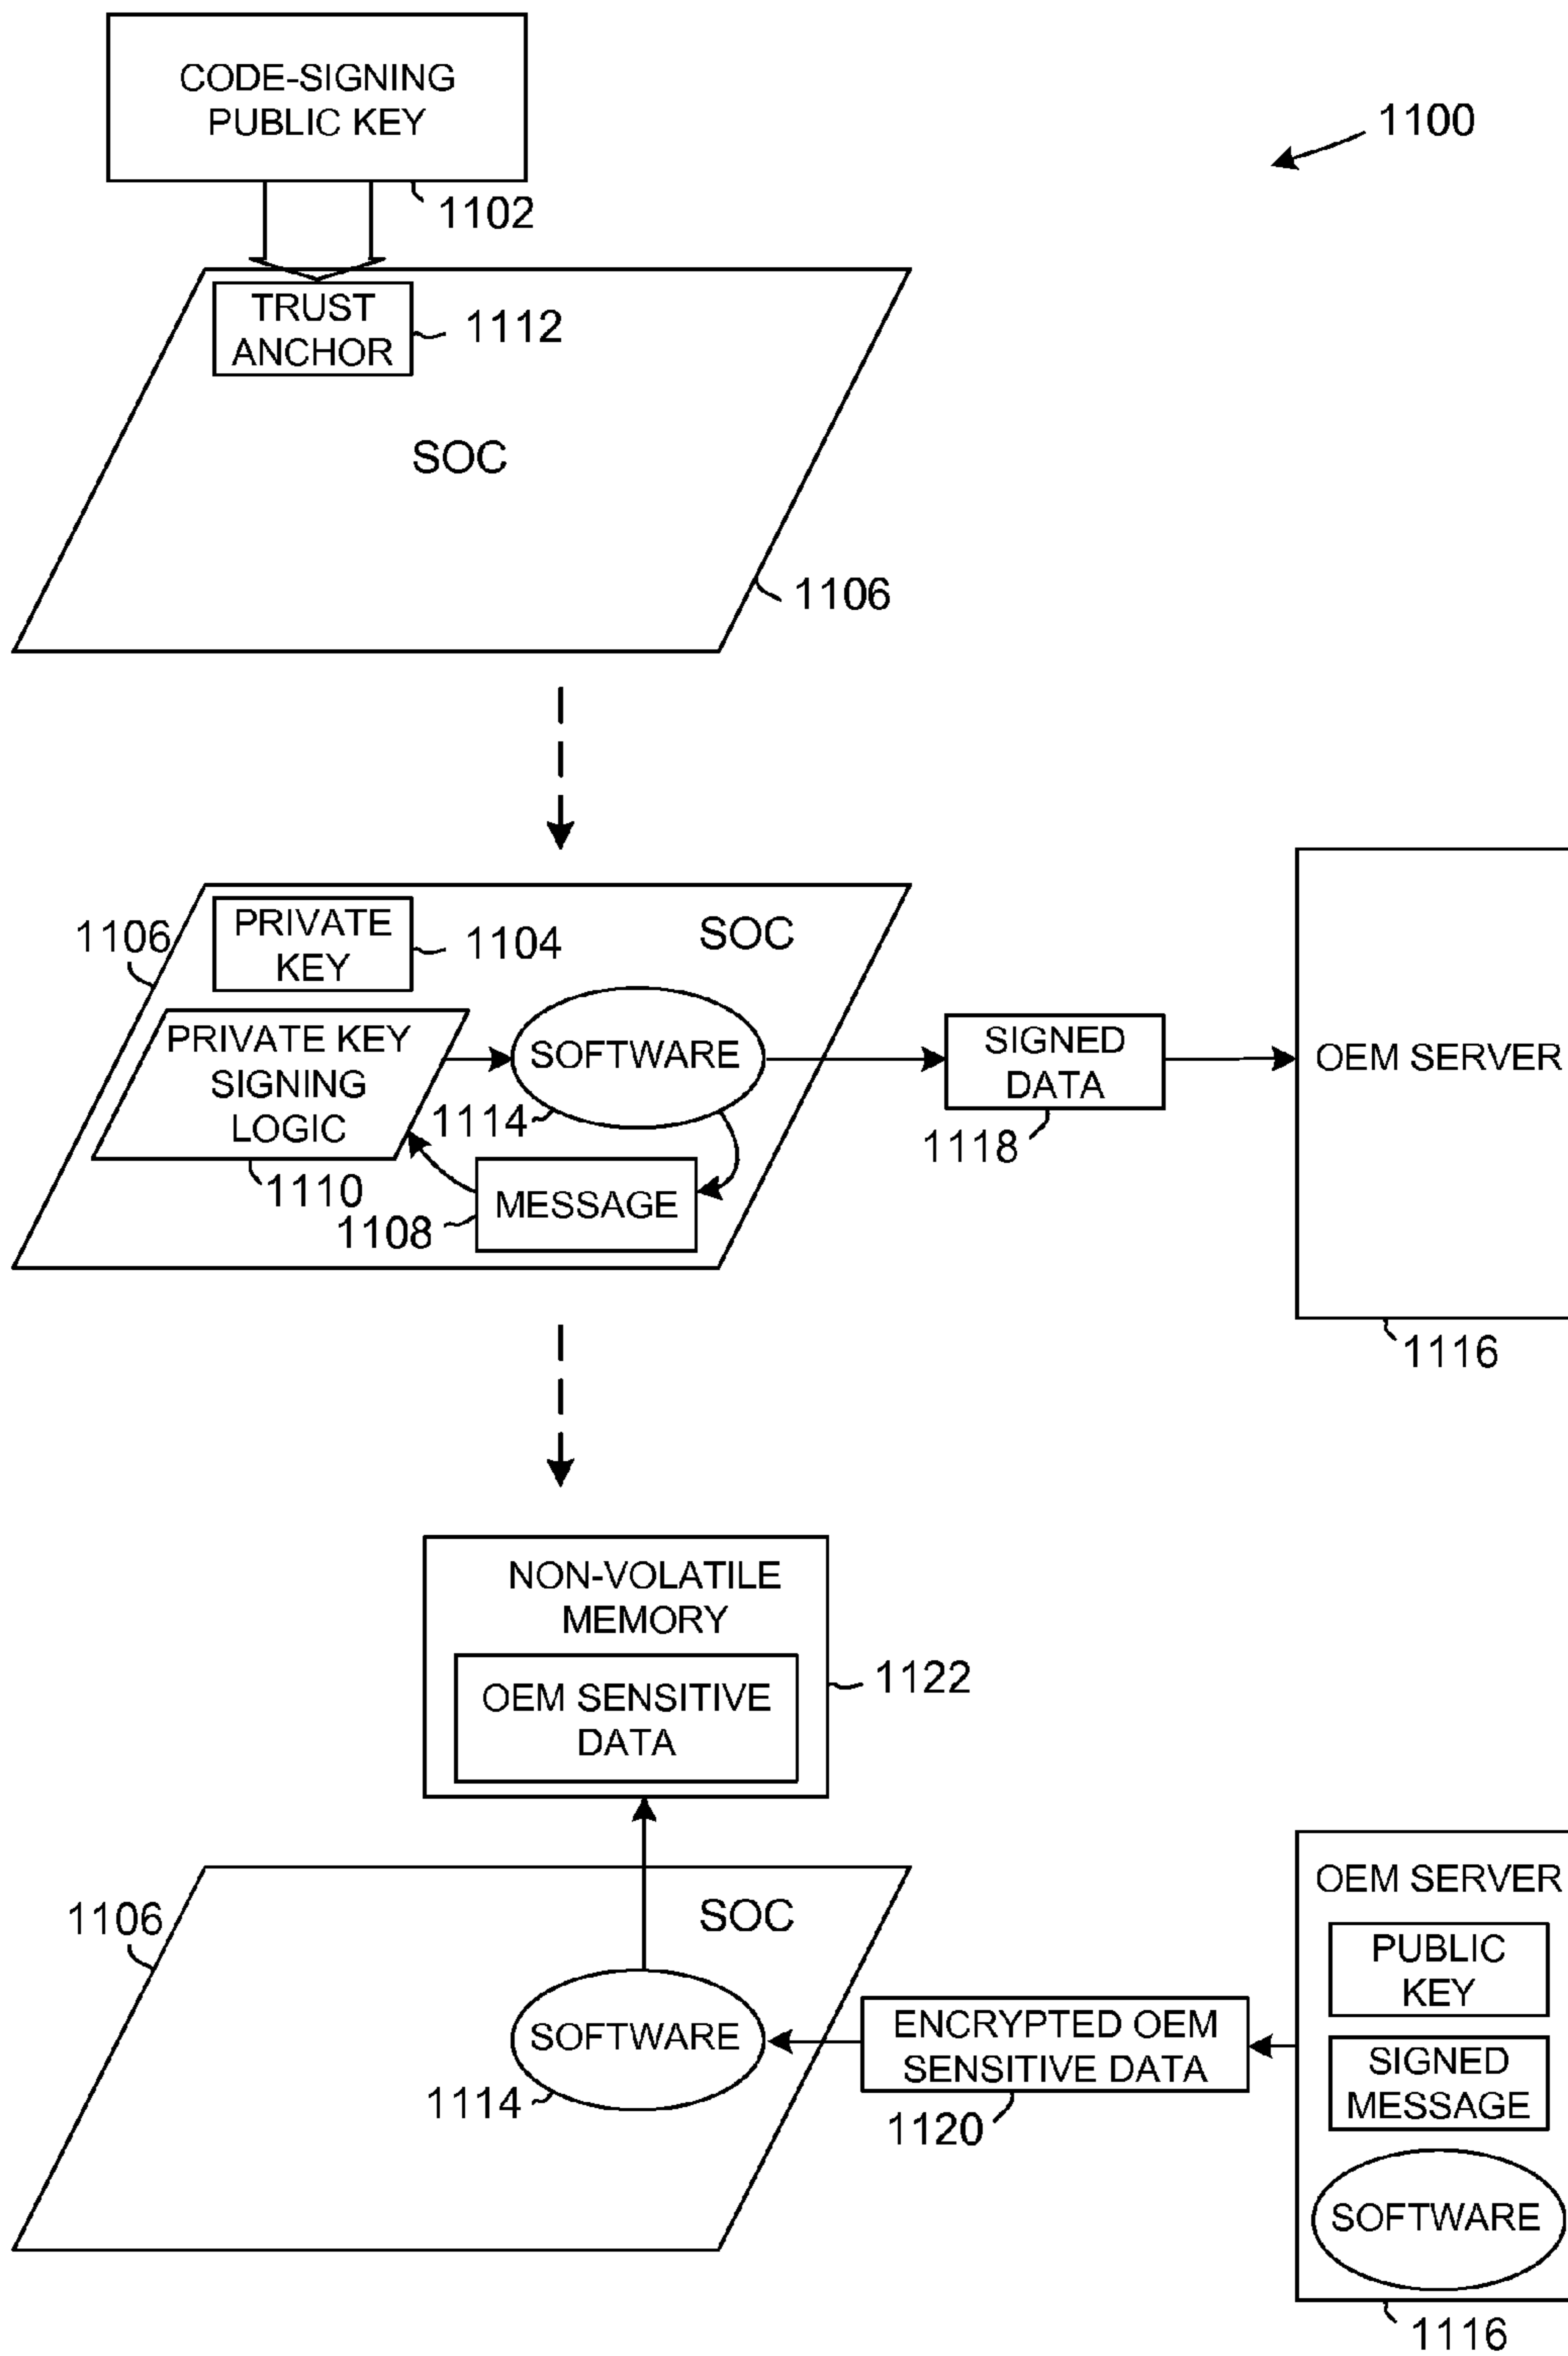 CODE-SIGNING
PUBLIC KEY
1100
1102
TRUST
ANCHOR
1112
SOC
1106
1106
PRIVATE
KEY
1104
SOC
PRIVATE KEY
SIGNING
LOGIC
SOFTWARE
1114
SIGNED
DATA
1118
OEM SERVER
1110
MESSAGE
1108
1116
NON-VOLATILE
MEMORY
OEM SENSITIVE
DATA
1122
1106
SOC
SOFTWARE
1114
ENCRYPTED OEM
SENSITIVE DATA
1120
OEM SERVER
PUBLIC
KEY
SIGNED
MESSAGE
SOFTWARE
1116